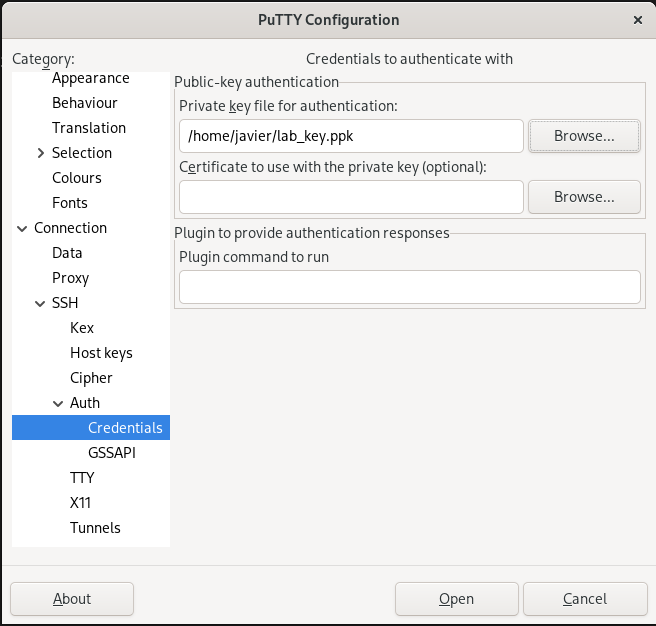 PuTTY Configuration
Category:
Appearance
Behaviour
Translation
Selection
Colours
Fonts
Connection
Data
Proxy
SSH
Kex
Host keys
Cipher
Auth
Credentials
GSSAPI
TTY
X11
Tunnels
Credentials to authenticate with
Public-key authentication
Private key file for authentication:
/home/javier/lab_key.ppk Browse...
Certificate to use with the private key (optional):
Browse...
Plugin to provide authentication responses
Plugin command to run
About Open Cancel